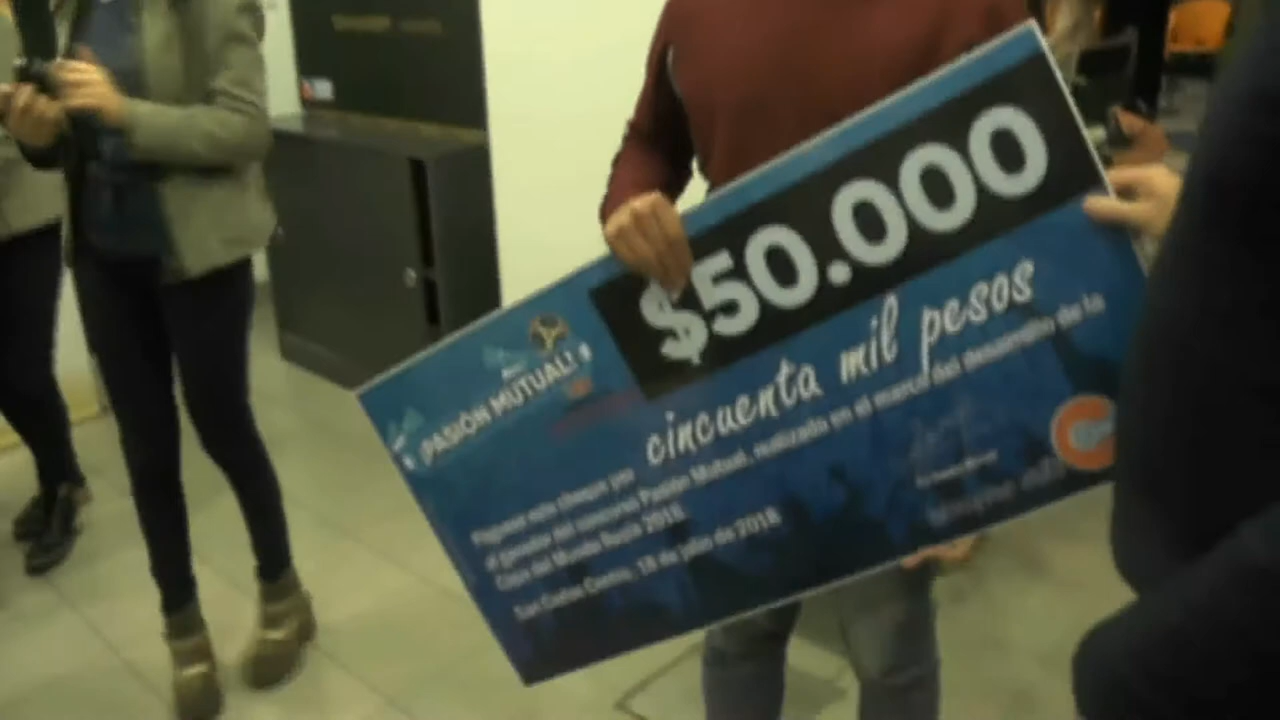 $50.000
¡PASIÓN MUTUAL!
cincuenta mil pesos
Páguese este cheque por
al ganador del concurso Pasión Mutual, realizado en el marco del desarrollo de la
Copa del Mundo Rusia 2018.
San Carlos Centro, 18 de julio de 2018.